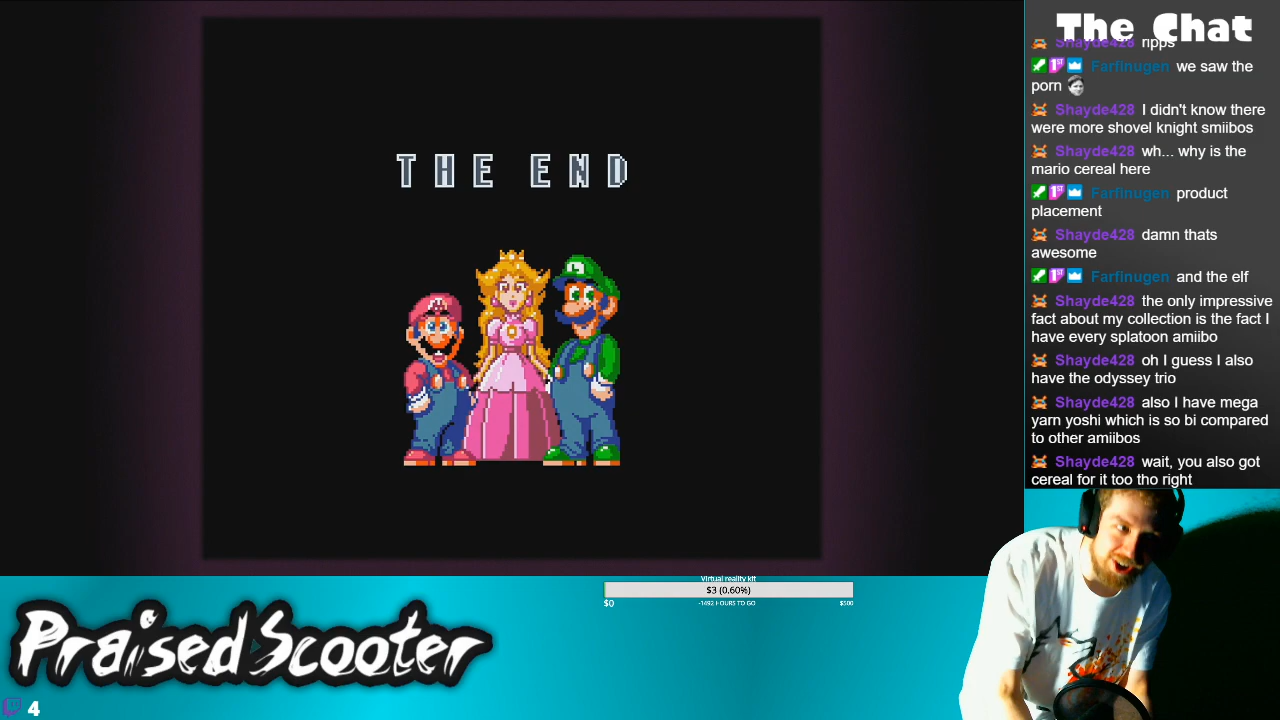 The Chat
Shayde428 ripps
Farfinugen we saw the
porn
Shayde428 I didn't know there
were more shovel knight smiibos
Shayde428 wh... why is the
mario cereal here
Farfinugen product
placement
Shayde428 damn thats
awesome
Farfinugen and the elf
Shayde428 the only impressive
fact about my collection is the fact I
have every splatoon amiibo
Shayde428 oh I guess I also
have the odyssey trio
Shayde428 also I have mega
yarn yoshi which is so bi compared
to other amiibos
Shayde428 wait, you also got
cereal for it too tho right
THE END
Virtual reality kit
$3 (0.60%)
$0 -1492 HOURS TO GO $500
PraisedScooter
4